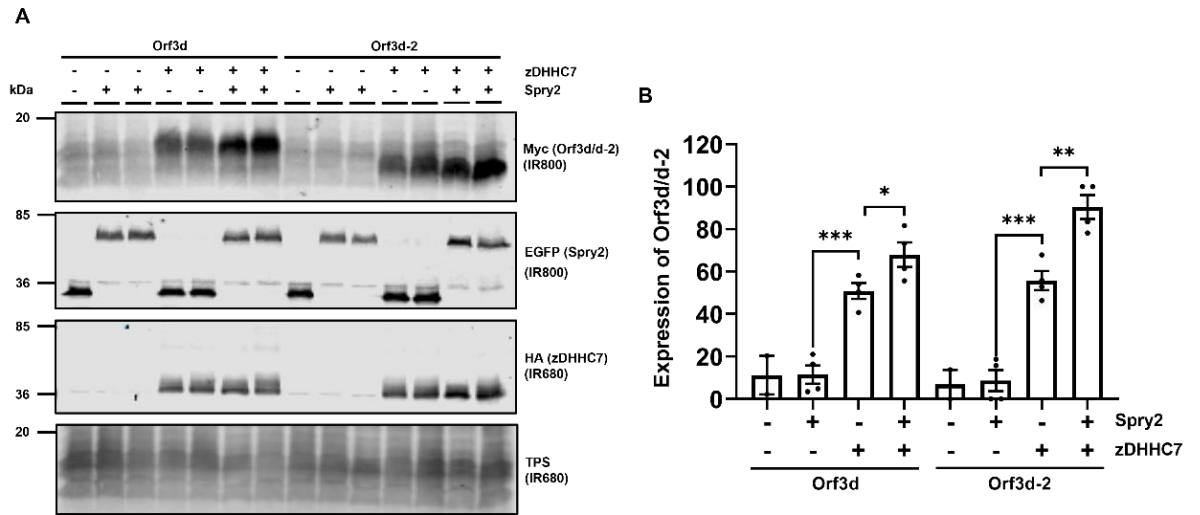 A
Orf3d Orf3d-2
- - - + + + + - - - + + + + zDHHC7
kDa - + + - - + + - + + - - + + Spry2
20
Myc (Orf3d/d-2)
(IR800)
85
EGFP (Spry2)
(IR800)
36
85
HA (zDHHC7)
(IR680)
36
20
TPS
(IR680)
B
Expression of Orf3d/d-2
120
100
80
60
40
20
0
*** * *** **
- + - + - + - + Spry2
- - + + - - + + zDHHC7
Orf3d Orf3d-2